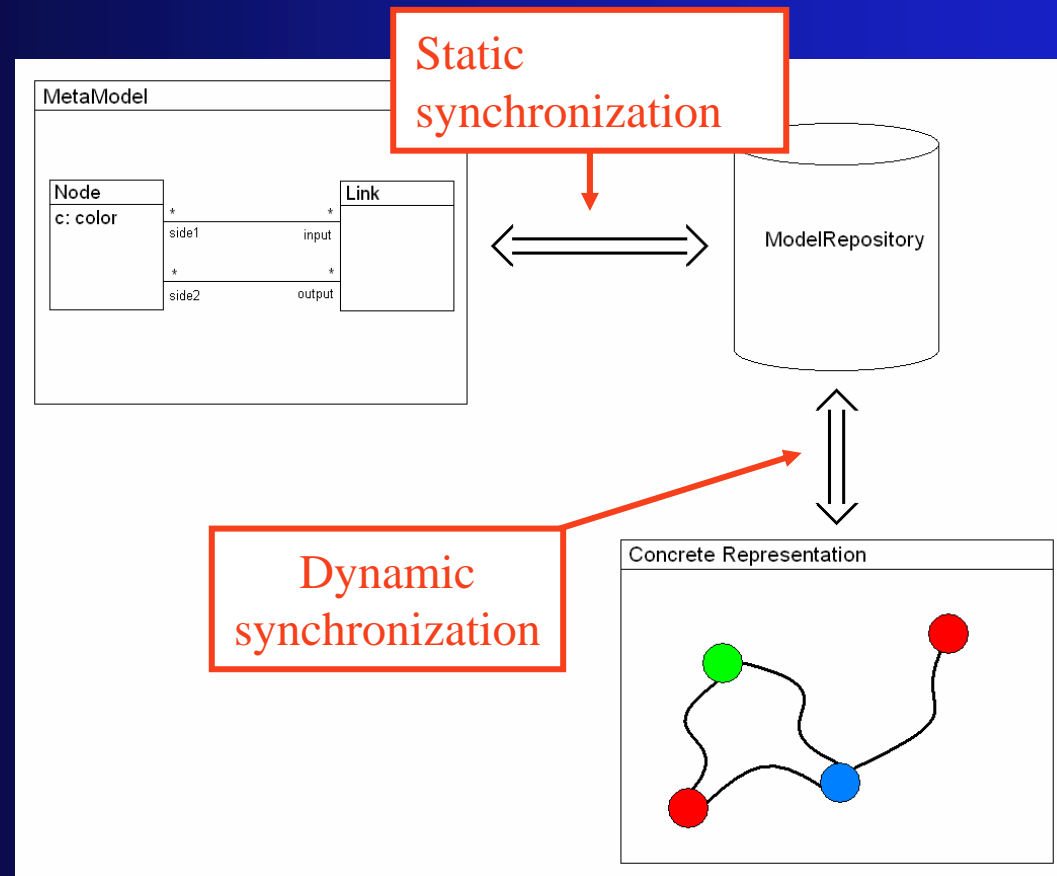 Static
synchronization
MetaModel
Node
c: color
*
side1
*
input
Link
*
side2
*
output
ModelRepository
Dynamic
synchronization
Concrete Representation